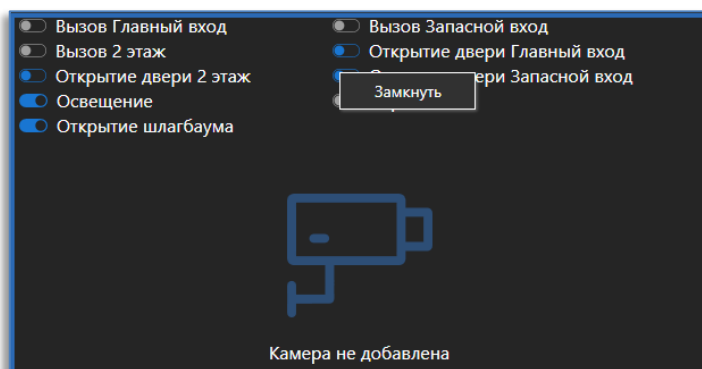 Вызов Главный вход
Вызов Запасной вход
Вызов 2 этаж
Открытие двери Главный вход
Открытие двери 2 этаж
ери Запасной вход
Замкнуть
Освещение
Открытие шлагбаума
Камера не добавлена